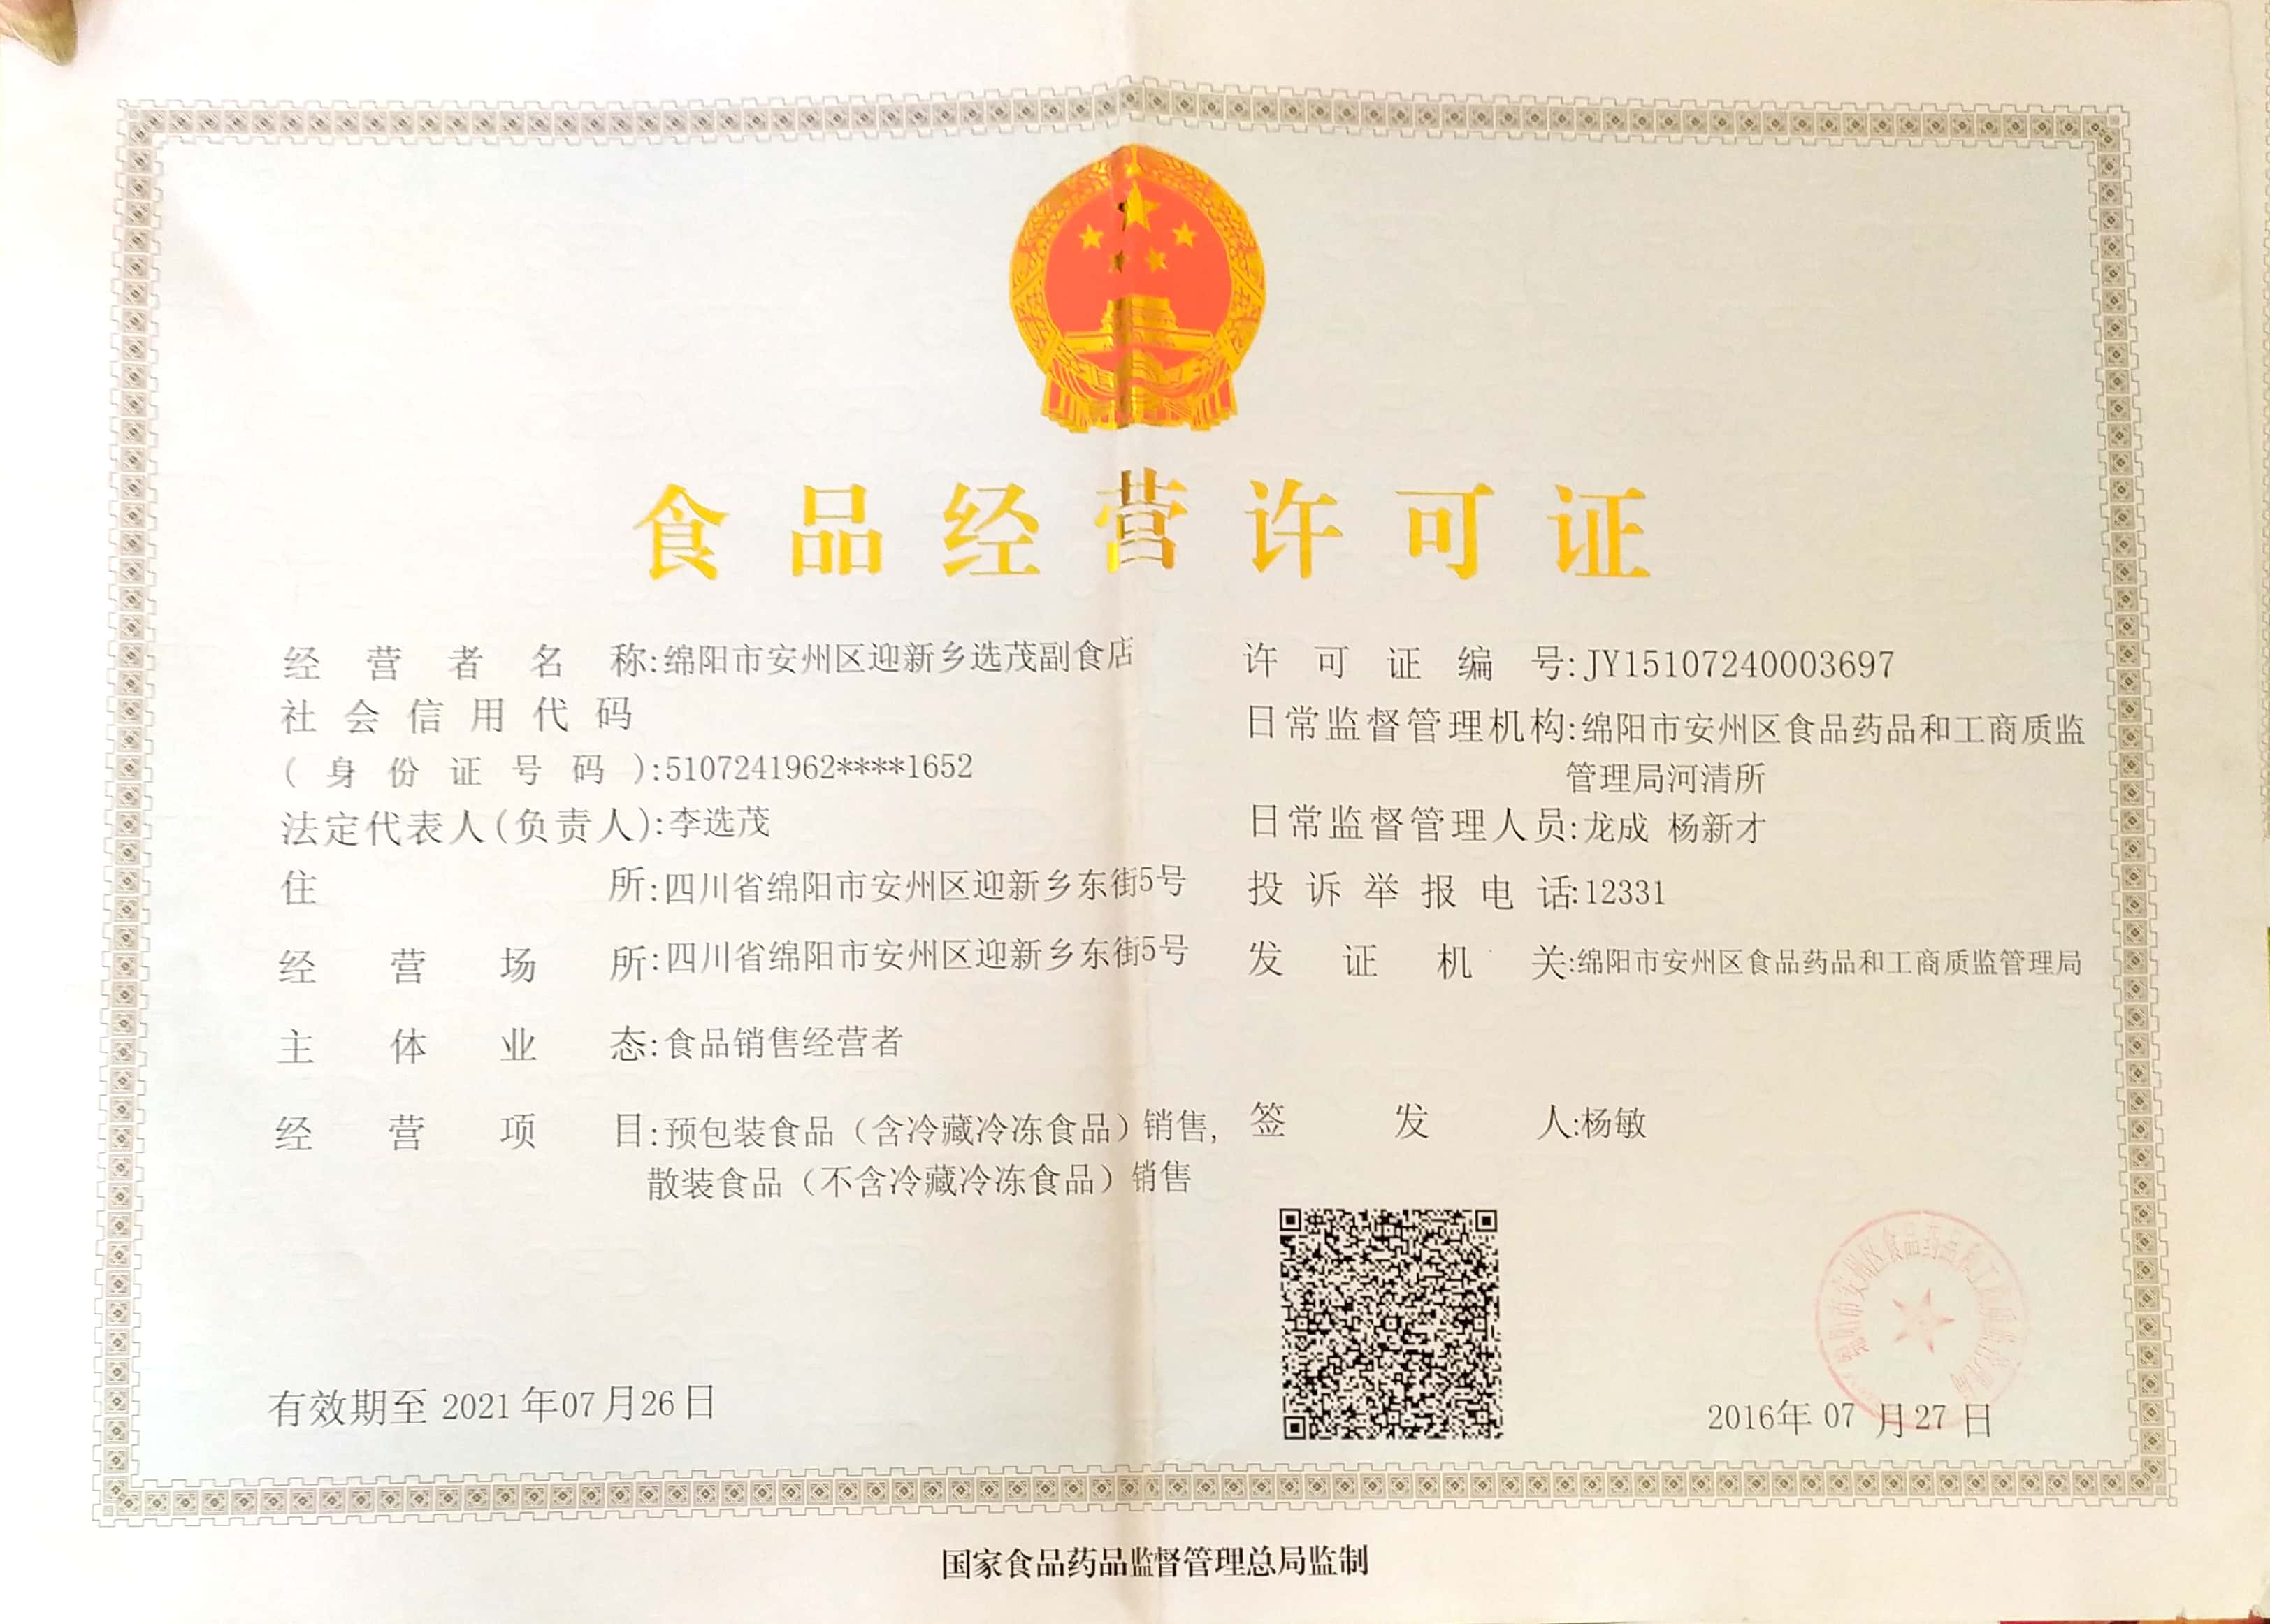 食品经营许可证
经营者名称:绵阳市安州区迎新乡选茂副食店
社会信用代码
(身份证号码):5107241962****1652
法定代表人(负责人):李选茂
住所:四川省绵阳市安州区迎新乡东街5号
经营场所:四川省绵阳市安州区迎新乡东街5号
主体业态:食品销售经营者
经营项目:预包装食品（含冷藏冷冻食品）销售,
散装食品（不含冷藏冷冻食品）销售
有效期至 2021年07月26日
许可证编号:JY15107240003697
日常监督管理机构:绵阳市安州区食品药品和工商质监
管理局河清所
日常监督管理人员:龙成 杨新才
投诉举报电话:12331
发证机关:绵阳市安州区食品药品和工商质监管理局
签发人:杨敏
2016年 07 月27 日
国家食品药品监督管理总局监制